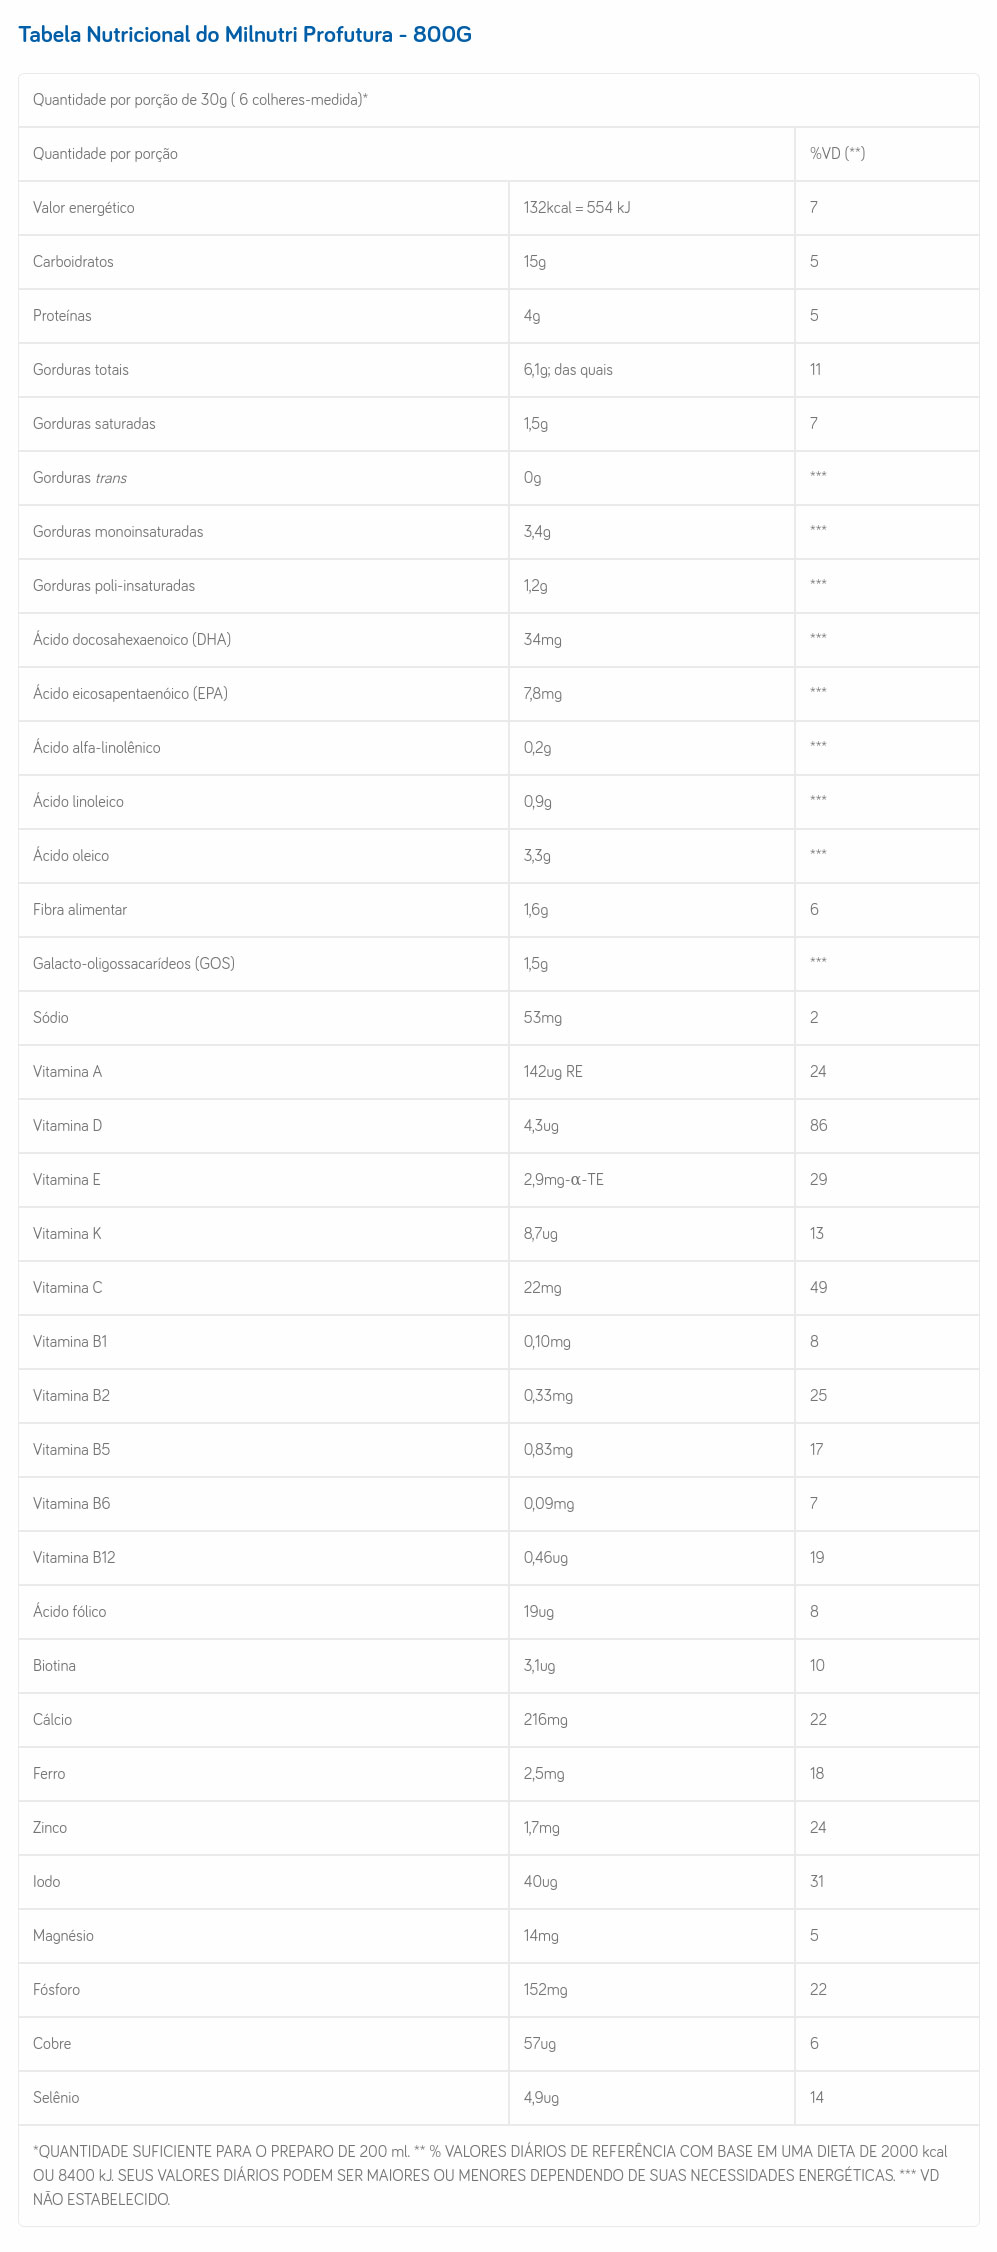 Tabela Nutricional do Milnutri Profutura - 800G
Quantidade por porção de 30g ( 6 colheres-medida)*
Quantidade por porção %VD (**)
Valor energético 132kcal = 554 kJ 7
Carboidratos 15g 5
Proteínas 4g 5
Gorduras totais 6,1g; das quais 11
Gorduras saturadas 1,5g 7
Gorduras trans 0g ***
Gorduras monoinsaturadas 3,4g ***
Gorduras poli-insaturadas 1,2g ***
Ácido docosahexaenoico (DHA) 34mg ***
Ácido eicosapentaenóico (EPA) 7,8mg ***
Ácido alfa-linolênico 0,2g ***
Ácido linoleico 0,9g ***
Ácido oleico 3,3g ***
Fibra alimentar 1,6g 6
Galacto-oligossacarídeos (GOS) 1,5g ***
Sódio 53mg 2
Vitamina A 142ug RE 24
Vitamina D 4,3ug 86
Vitamina E 2,9mg-α-TE 29
Vitamina K 8,7ug 13
Vitamina C 22mg 49
Vitamina B1 0,10mg 8
Vitamina B2 0,33mg 25
Vitamina B5 0,83mg 17
Vitamina B6 0,09mg 7
Vitamina B12 0,46ug 19
Ácido fólico 19ug 8
Biotina 3,1ug 10
Cálcio 216mg 22
Ferro 2,5mg 18
Zinco 1,7mg 24
Iodo 40ug 31
Magnésio 14mg 5
Fósforo 152mg 22
Cobre 57ug 6
Selênio 4,9ug 14
*QUANTIDADE SUFICIENTE PARA O PREPARO DE 200 ml. ** % VALORES DIÁRIOS DE REFERÊNCIA COM BASE EM UMA DIETA DE 2000 kcal
OU 8400 kJ. SEUS VALORES DIÁRIOS PODEM SER MAIORES OU MENORES DEPENDENDO DE SUAS NECESSIDADES ENERGÉTICAS. *** VD
NÃO ESTABELECIDO.